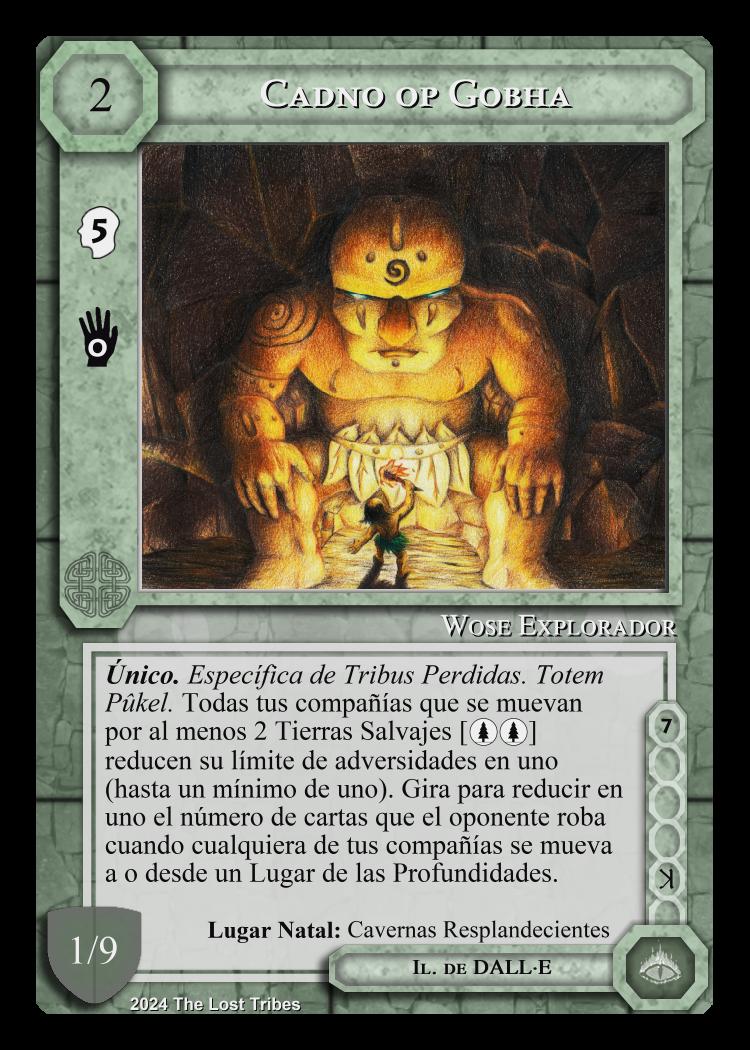 2
Cadno op Gobha
5
0
Wose Explorador
Único. Específica de Tribus Perdidas. Totem
Pûkel. Todas tus compañías que se muevan
por al menos 2 Tierras Salvajes [ ]
reducen su límite de adversidades en uno
(hasta un mínimo de uno). Gira para reducir en
uno el número de cartas que el oponente roba
cuando cualquiera de tus compañías se mueva
a o desde un Lugar de las Profundidades.
7
Lugar Natal: Cavernas Resplandecientes
1/9
Il. de DALL·E
2024 The Lost Tribes